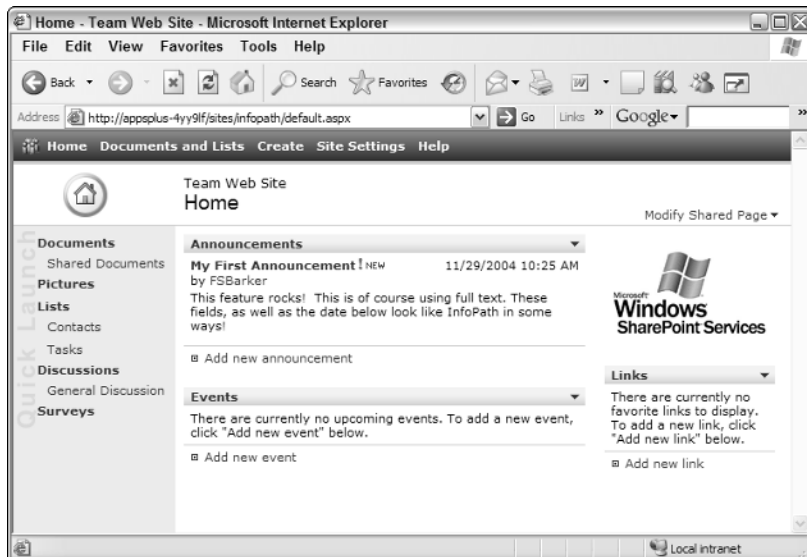 Home - Team Web Site - Microsoft Internet Explorer
File Edit View Favorites Tools Help
Back Search Favorites W
Address http://appsplus-4yy9lf/sites/infopath/default.aspx Go Links » Google »
Home Documents and Lists Create Site Settings Help
Team Web Site
Home
Modify Shared Page
Quick Launch
Documents
Shared Documents
Pictures
Lists
Contacts
Tasks
Discussions
General Discussion
Surveys
Announcements
My First Announcement ! NEW 11/29/2004 10:25 AM
by FSBarker
This feature rocks! This is of course using full text. These
fields, as well as the date below look like InfoPath in some
ways!
Add new announcement
Events
There are currently no upcoming events. To add a new event,
click "Add new event" below.
Add new event
Microsoft
Windows
SharePoint Services
Links
There are currently no
favorite links to display.
To add a new link, click
"Add new link" below.
Add new link
Local intranet